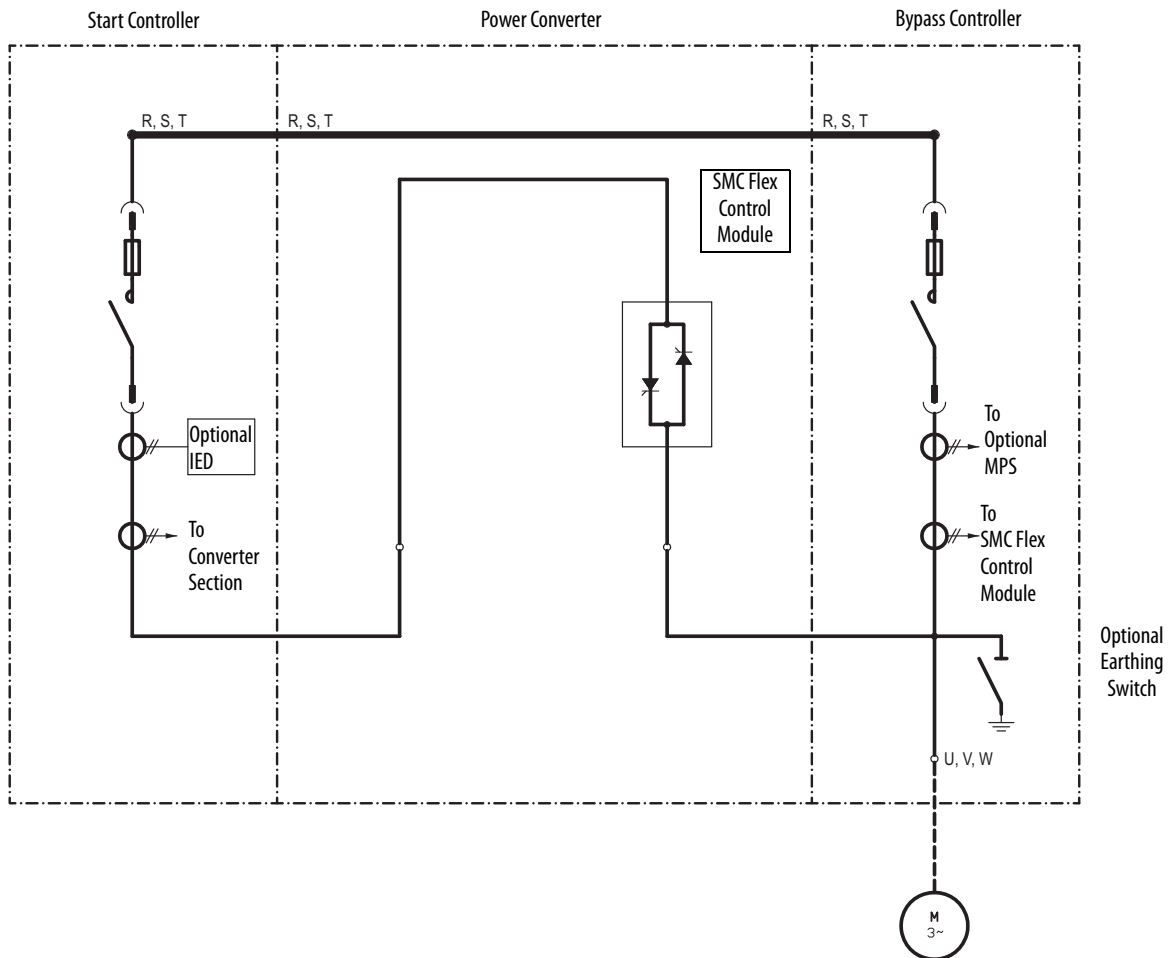 Start Controller
Power Converter
Bypass Controller
R, S, T
R, S, T
R, S, T
SMC Flex
Control
Module
Optional
IED
To
Converter
Section
To
Optional
MPS
To
SMC Flex
Control
Module
Optional
Earthing
Switch
U, V, W
M
3~